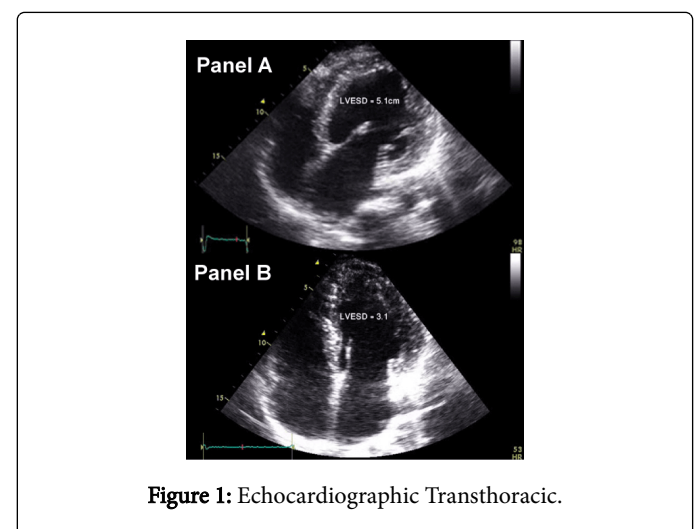 Panel A
5
LVESD = 5.1cm
10
15
98
HR
Panel B
5
LVESD = 3.1
10
15
53
HR
Figure 1: Echocardiographic Transthoracic.